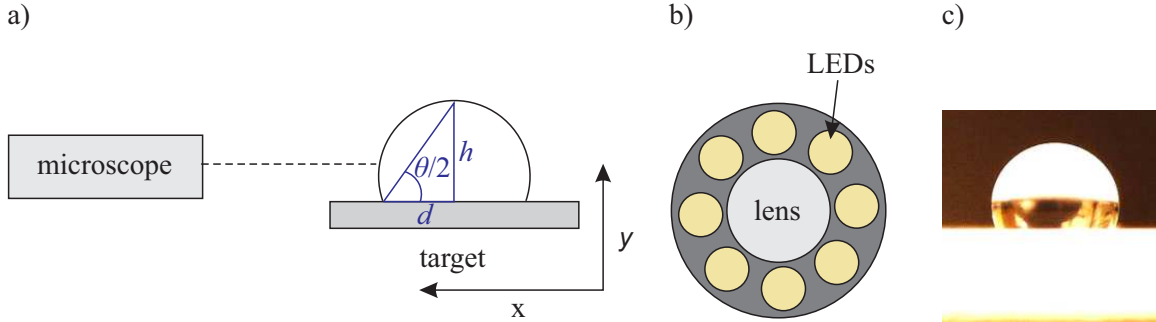 a)
microscope
θ/2
h
d
target
y
x
b)
LEDs
lens
c)